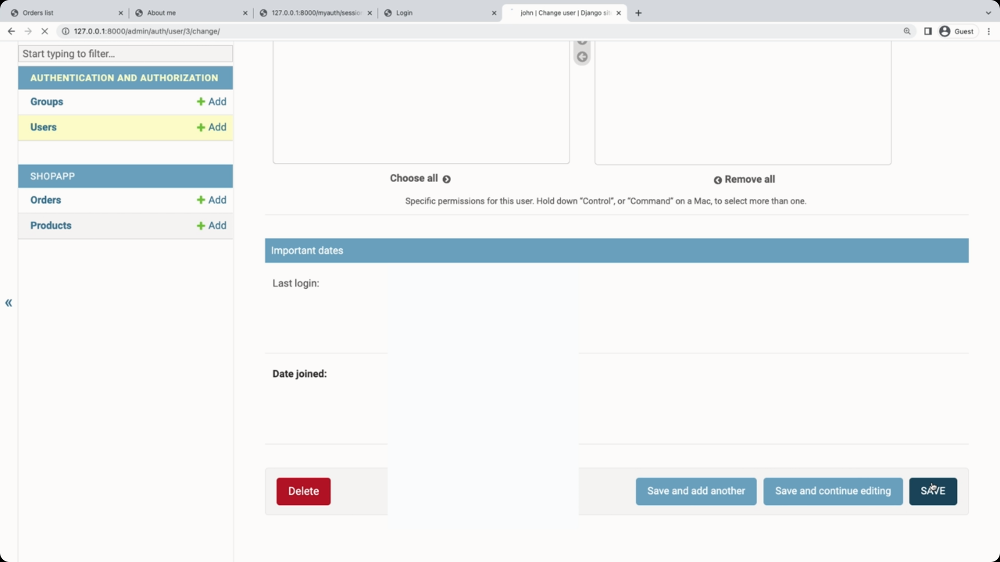 Orders list
About me
127.0.0.1:8000/myauth/session
Login
john | Change user | Django site
127.0.0.1:8000/admin/auth/user/3/change/
Guest
Start typing to filter...
AUTHENTICATION AND AUTHORIZATION
Groups
Add
Users
Add
SHOPAPP
Orders
Add
Products
Add
Choose all
Remove all
Specific permissions for this user. Hold down “Control”, or “Command” on a Mac, to select more than one.
Important dates
Last login:
Date joined:
Delete
Save and add another
Save and continue editing
SAVE